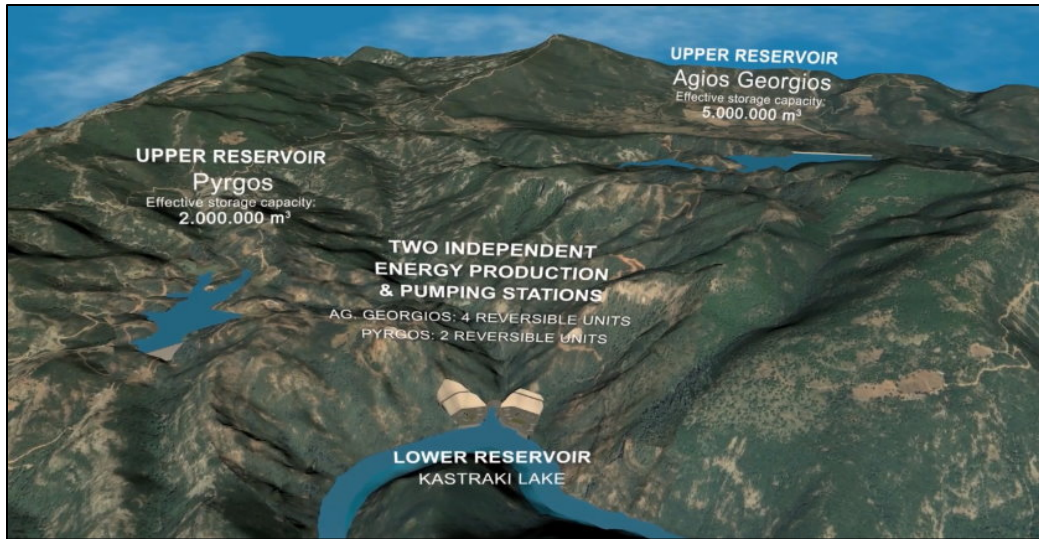 UPPER RESERVOIR
Agios Georgios
Effective storage capacity:
5.000.000 m³
UPPER RESERVOIR
Pyrgos
Effective storage capacity:
2.000.000 m³
TWO INDEPENDENT
ENERGY PRODUCTION
& PUMPING STATIONS
AG. GEORGIOS: 4 REVERSIBLE UNITS
PYRGOS: 2 REVERSIBLE UNITS
LOWER RESERVOIR
KASTRAKI LAKE